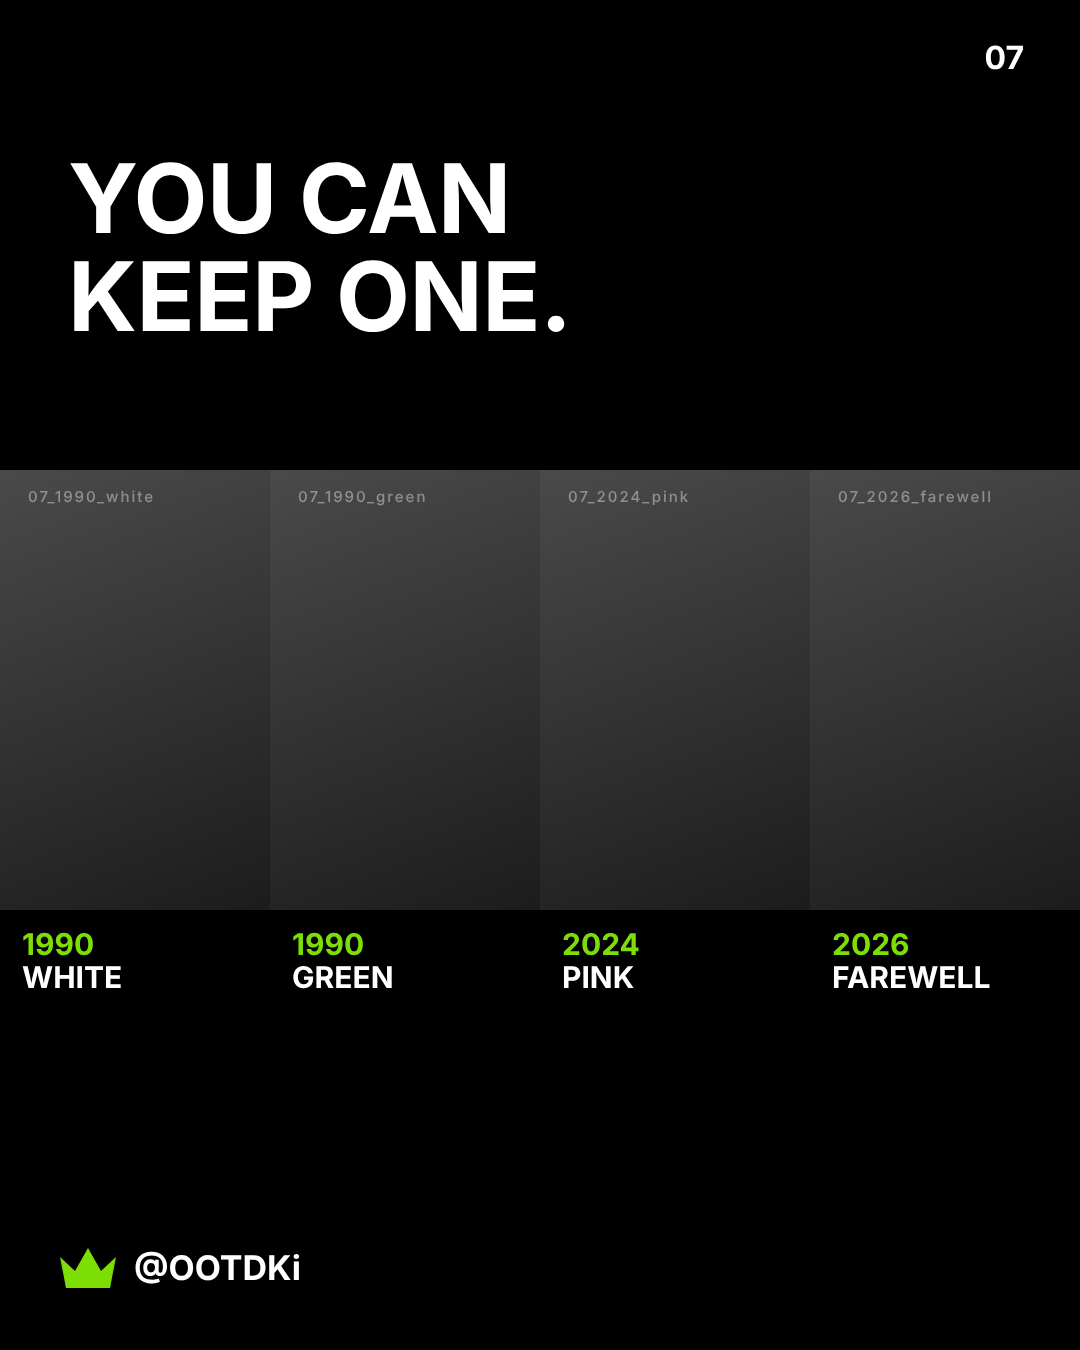 07
YOU CAN
KEEP ONE.
07_1990_white
07_1990_green
07_2024_pink
07_2026_farewell
1990
WHITE
1990
GREEN
2024
PINK
2026
FAREWELL
@OOTDKi